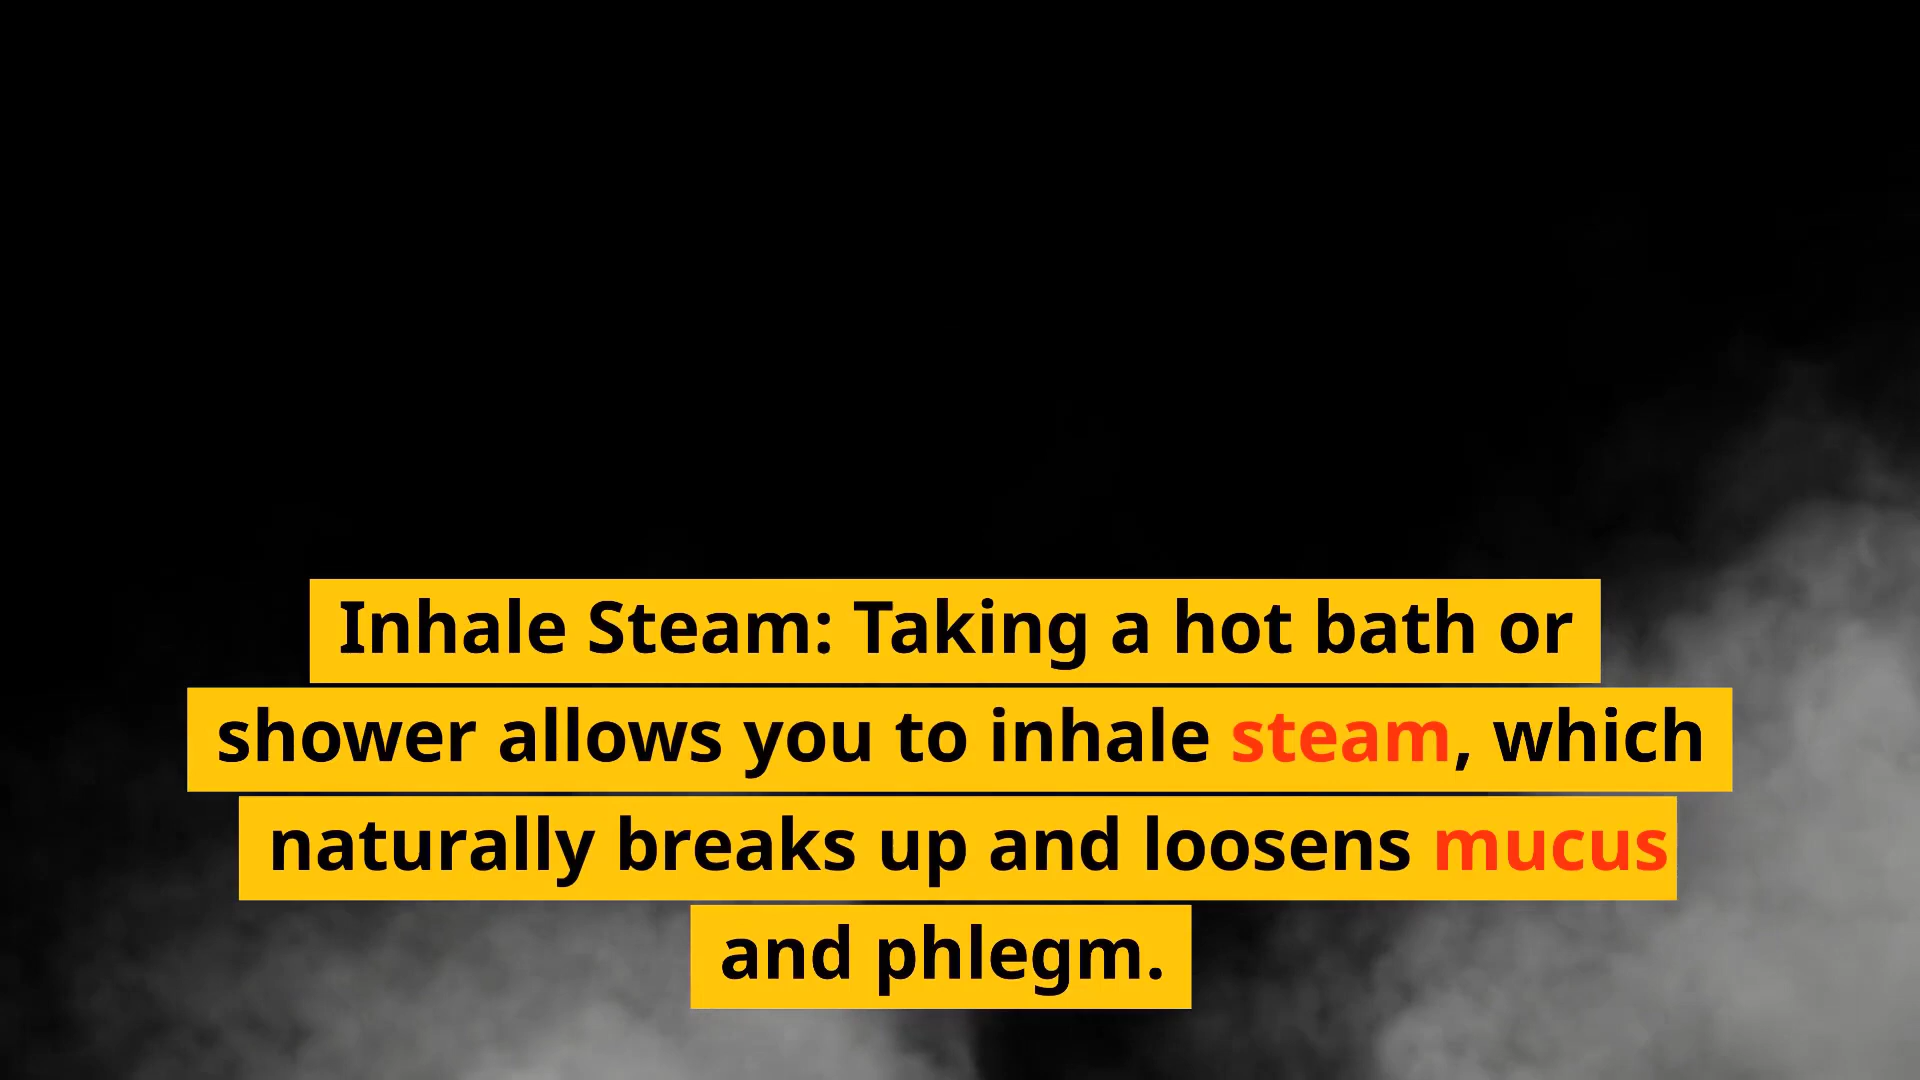 Inhale Steam: Taking a hot bath or
shower allows you to inhale steam, which
naturally breaks up and loosens mucus
and phlegm.